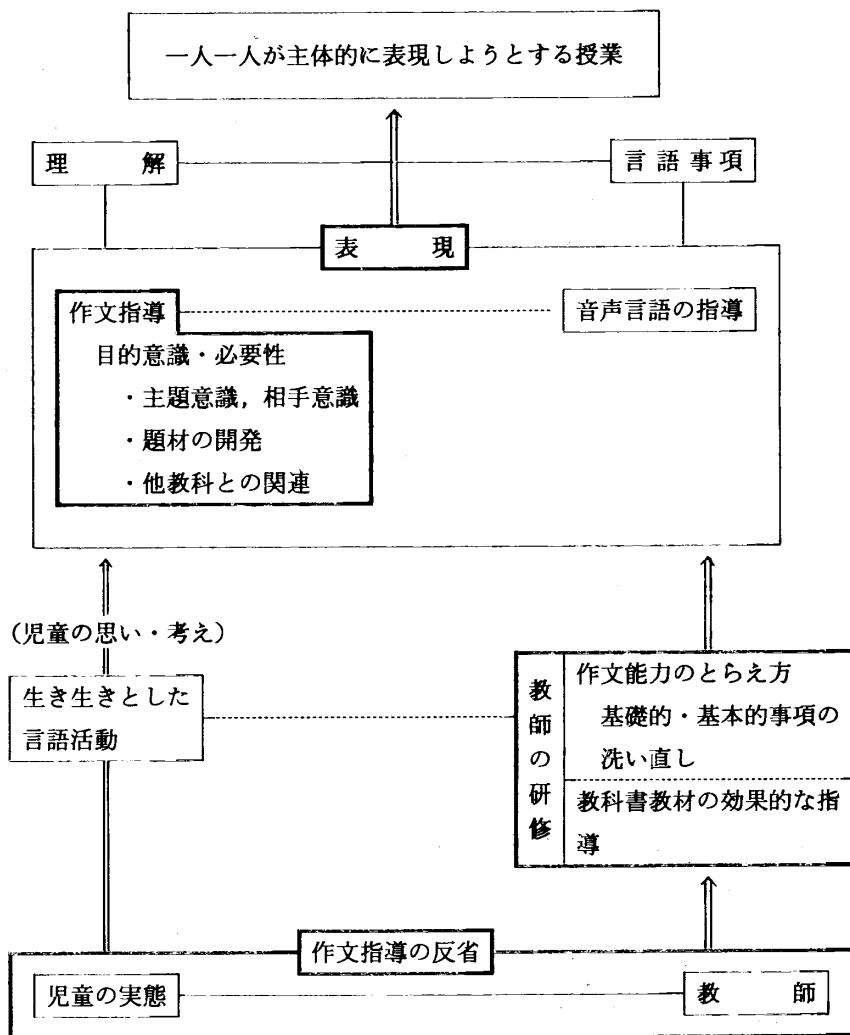 一人一人が主体的に表現しようとする授業
理解
言語事項
表現
作文指導
音声言語の指導
目的意識・必要性
・主題意識，相手意識
・題材の開発
・他教科との関連
(児童の思い・考え)
生き生きとした
言語活動
教師の研修
作文能力のとらえ方
基礎的・基本的事項の
洗い直し
教科書教材の効果的な指
導
作文指導の反省
児童の実態
教師